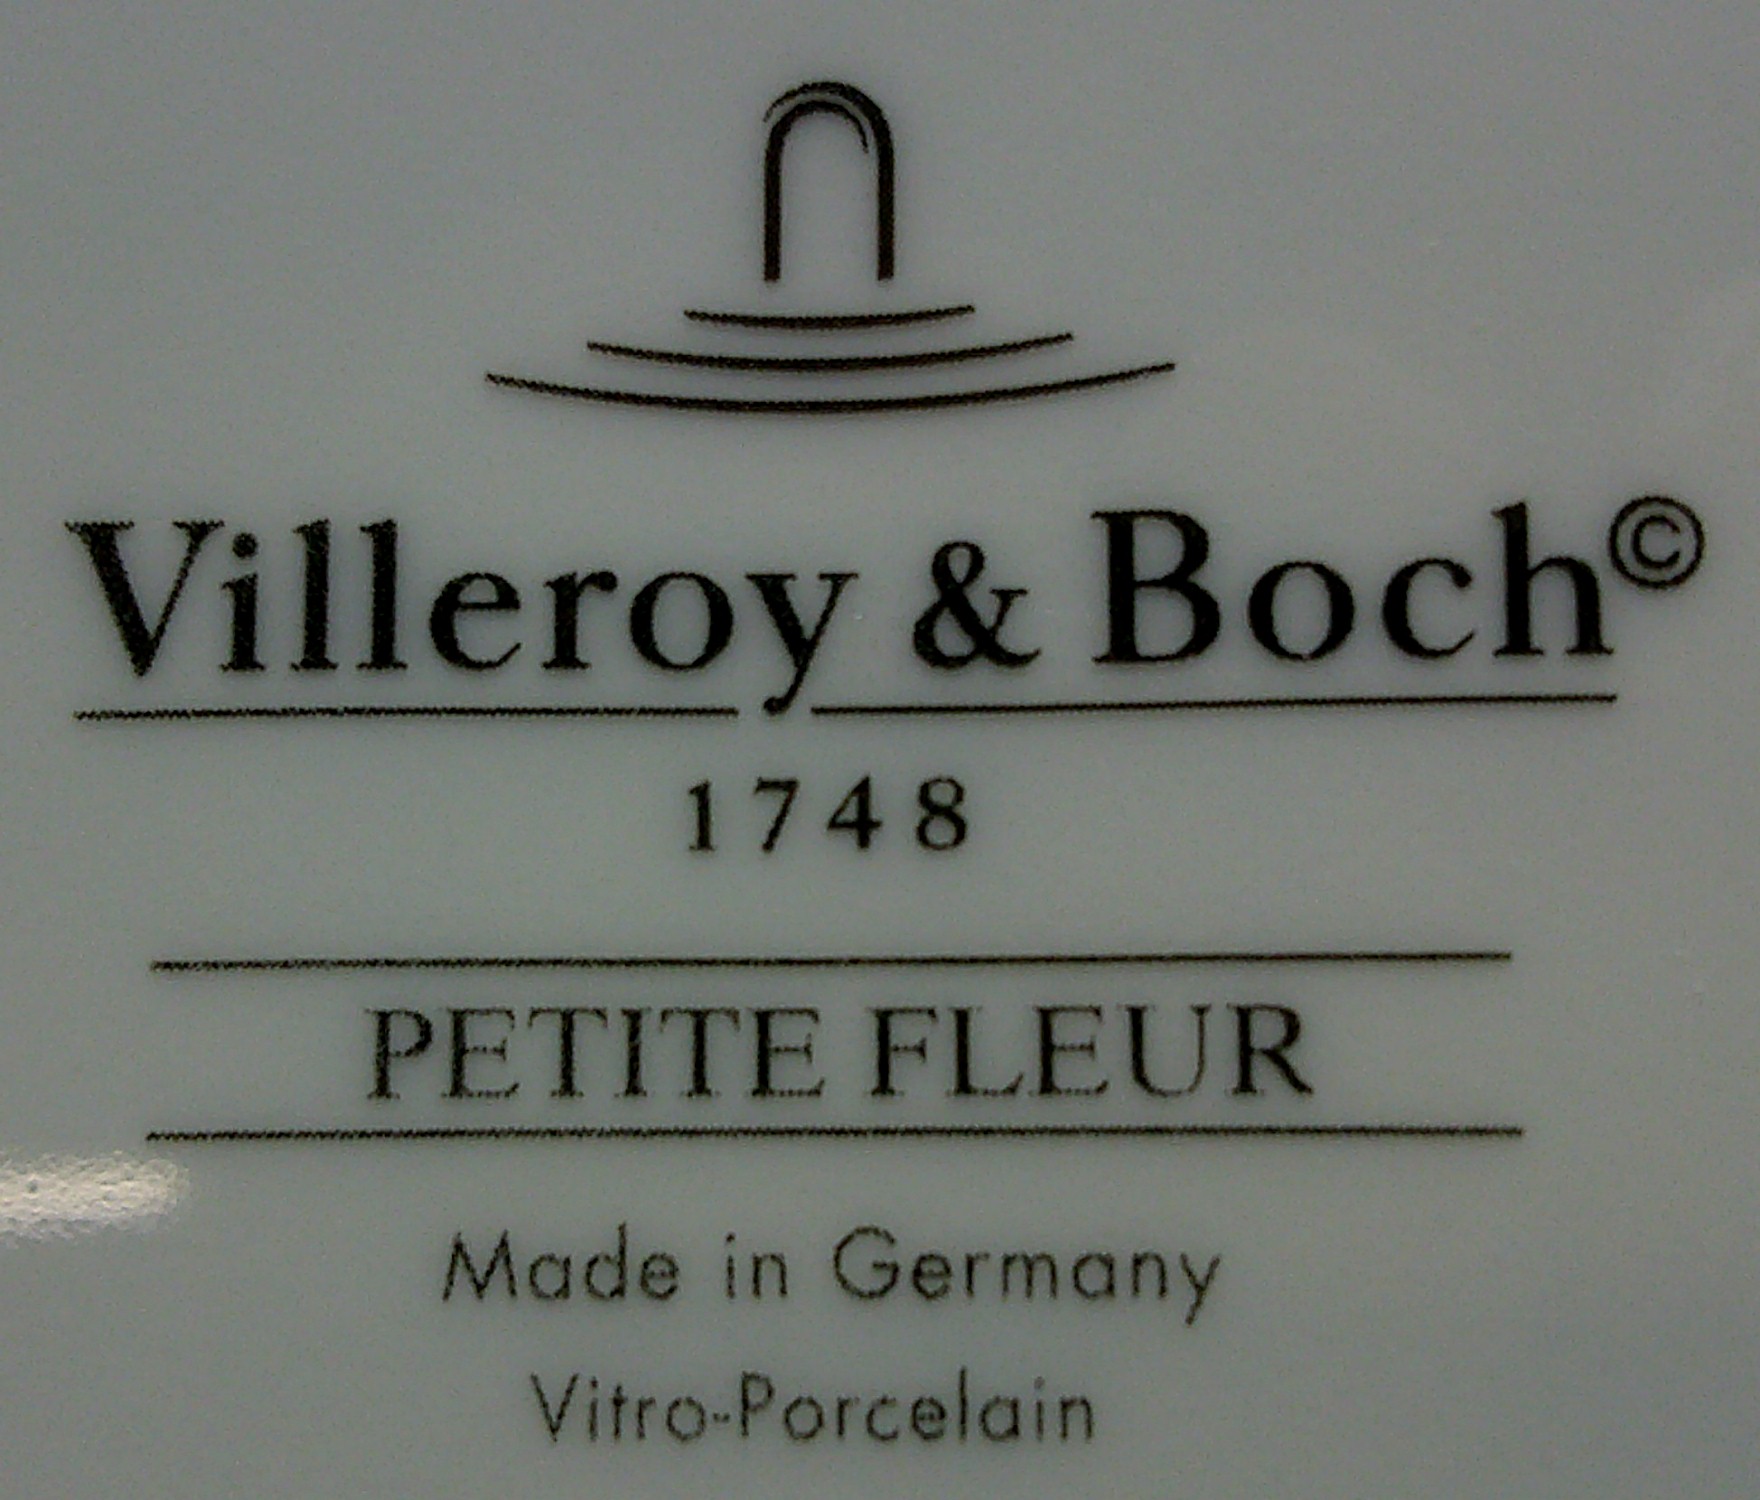 Villeroy & Boch©
1748
PETITE FLEUR
Made in Germany
Vitro-Porcelain